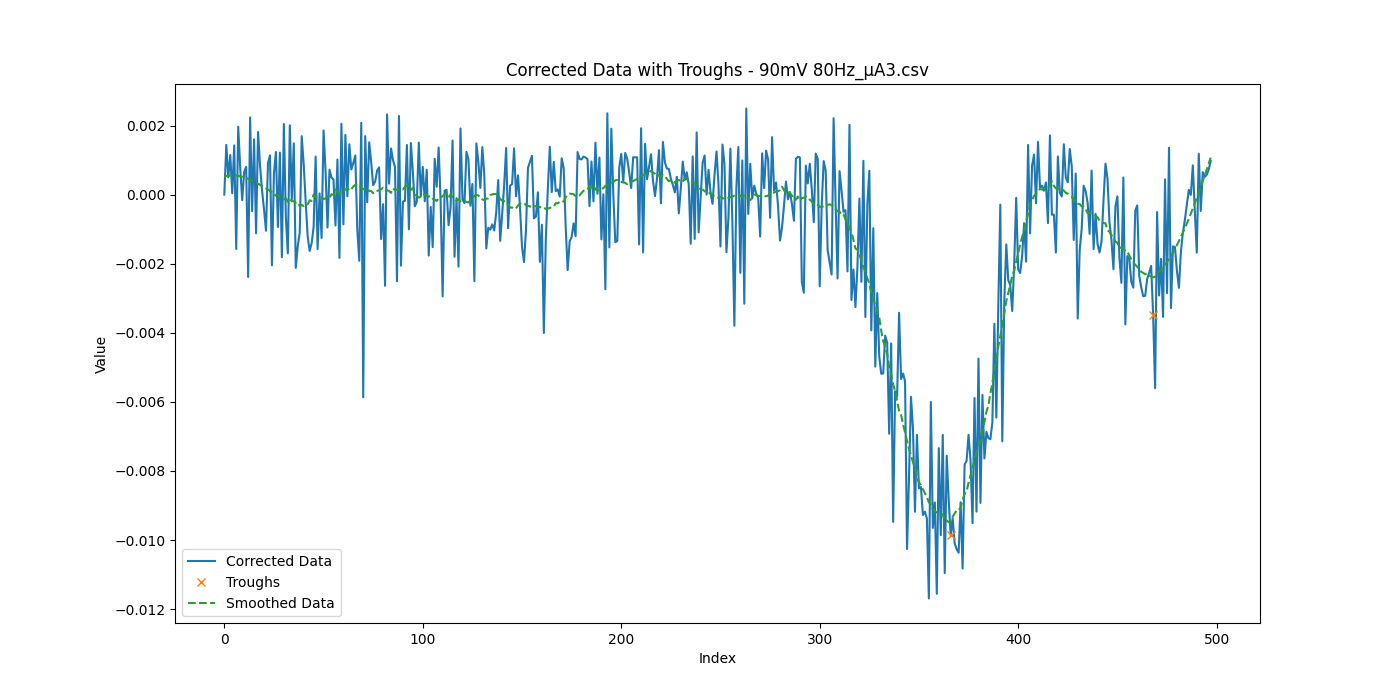 Corrected Data with Troughs - 90mV 80Hz_µA3.csv
0.002
0.000
−0.002
−0.004
−0.006
−0.008
−0.010
−0.012
Value
Corrected Data
Troughs
Smoothed Data
0
100
200
300
400
500
Index